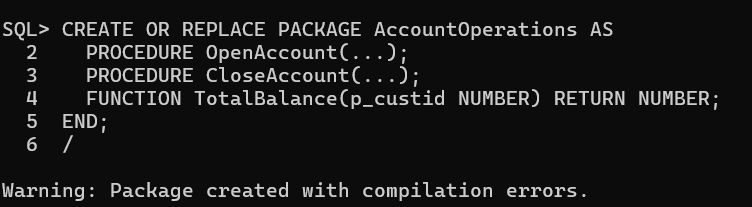 SQL> CREATE OR REPLACE PACKAGE AccountOperations AS
  2    PROCEDURE OpenAccount(...);
  3    PROCEDURE CloseAccount(...);
  4    FUNCTION TotalBalance(p_custid NUMBER) RETURN NUMBER;
  5  END;
  6  /
Warning: Package created with compilation errors.